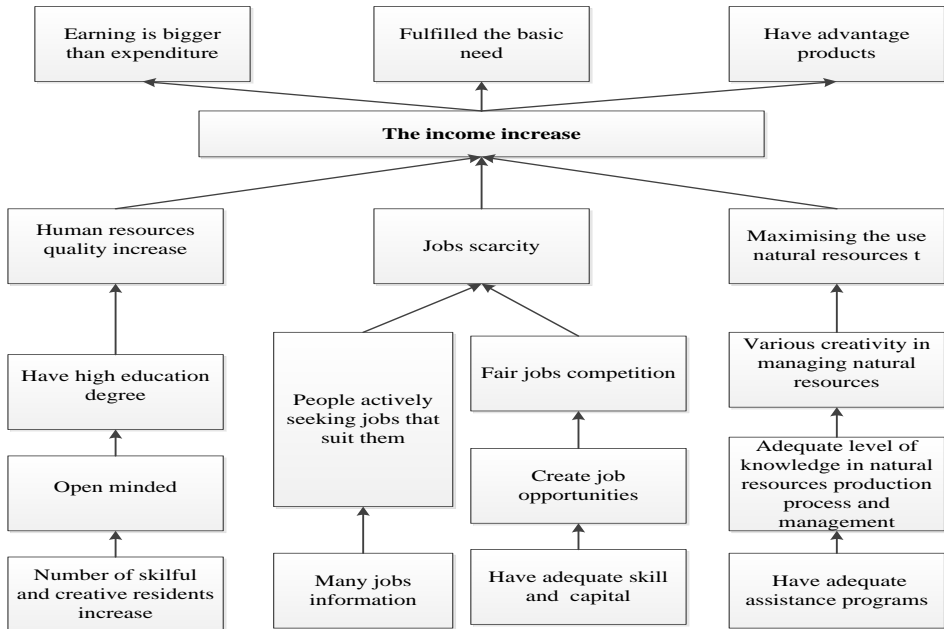 Earning is bigger
than expenditure
Fulfilled the basic
need
Have advantage
products
The income increase
Human resources
quality increase
Jobs scarcity
Maximising the use
natural resources t
Have high education
degree
People actively
seeking jobs that
suit them
Fair jobs competition
Various creativity in
managing natural
resources
Open minded
Create job
opportunities
Adequate level of
knowledge in natural
resources production
process and
management
Number of skilful
and creative residents
increase
Many jobs
information
Have adequate skill
and capital
Have adequate
assistance programs